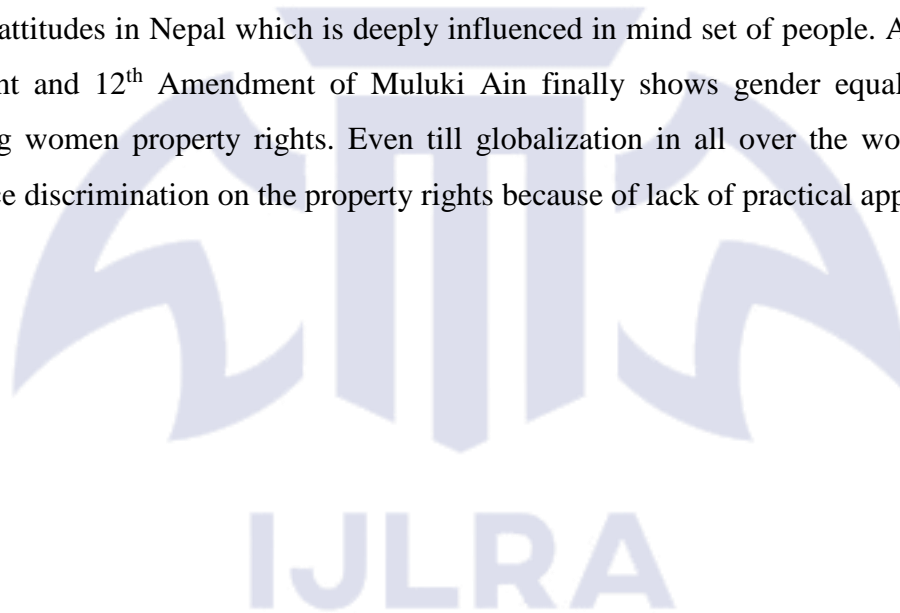 attitudes in Nepal which is deeply influenced in mind set of people. A
nt and 12th Amendment of Muluki Ain finally shows gender equal
g women property rights. Even till globalization in all over the wo
e discrimination on the property rights because of lack of practical app
IJLRA